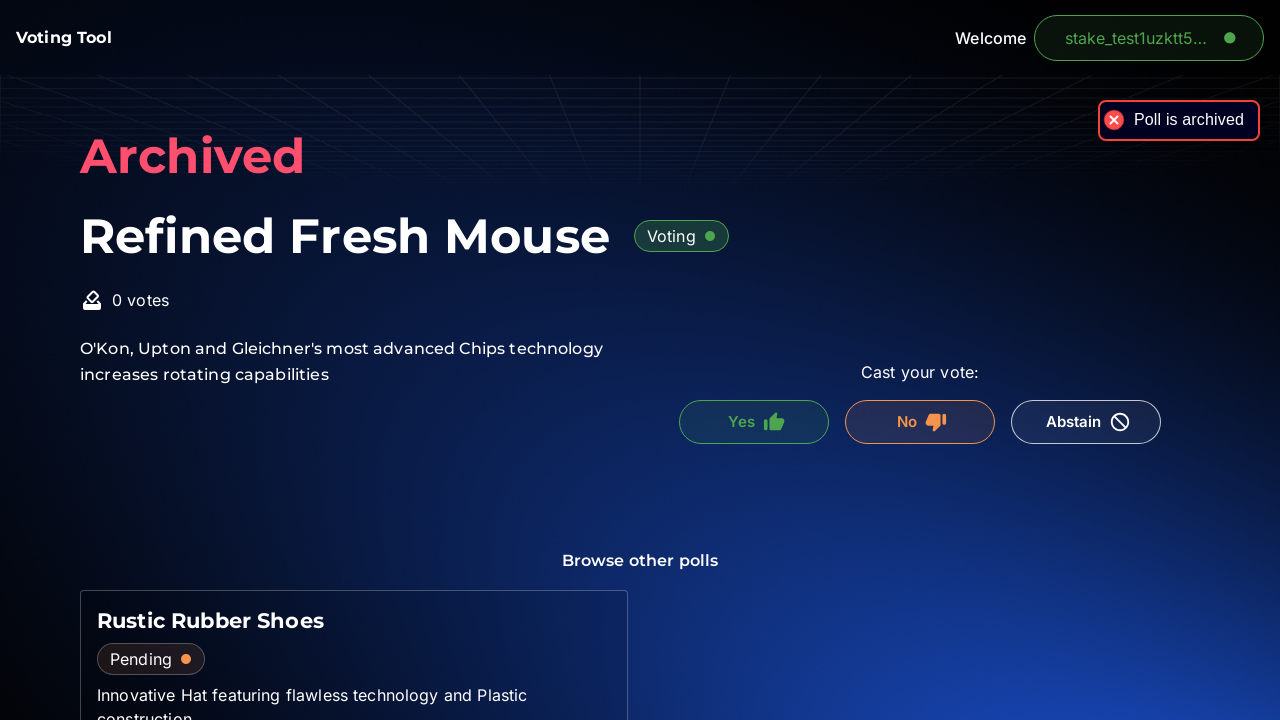 Voting Tool
Welcome
stake_test1uzktt5...
Poll is archived
Archived
Refined Fresh Mouse
Voting
0 votes
O'Kon, Upton and Gleichner's most advanced Chips technology
increases rotating capabilities
Cast your vote:
Yes
No
Abstain
Browse other polls
Rustic Rubber Shoes
Pending
Innovative Hat featuring flawless technology and Plastic
construction